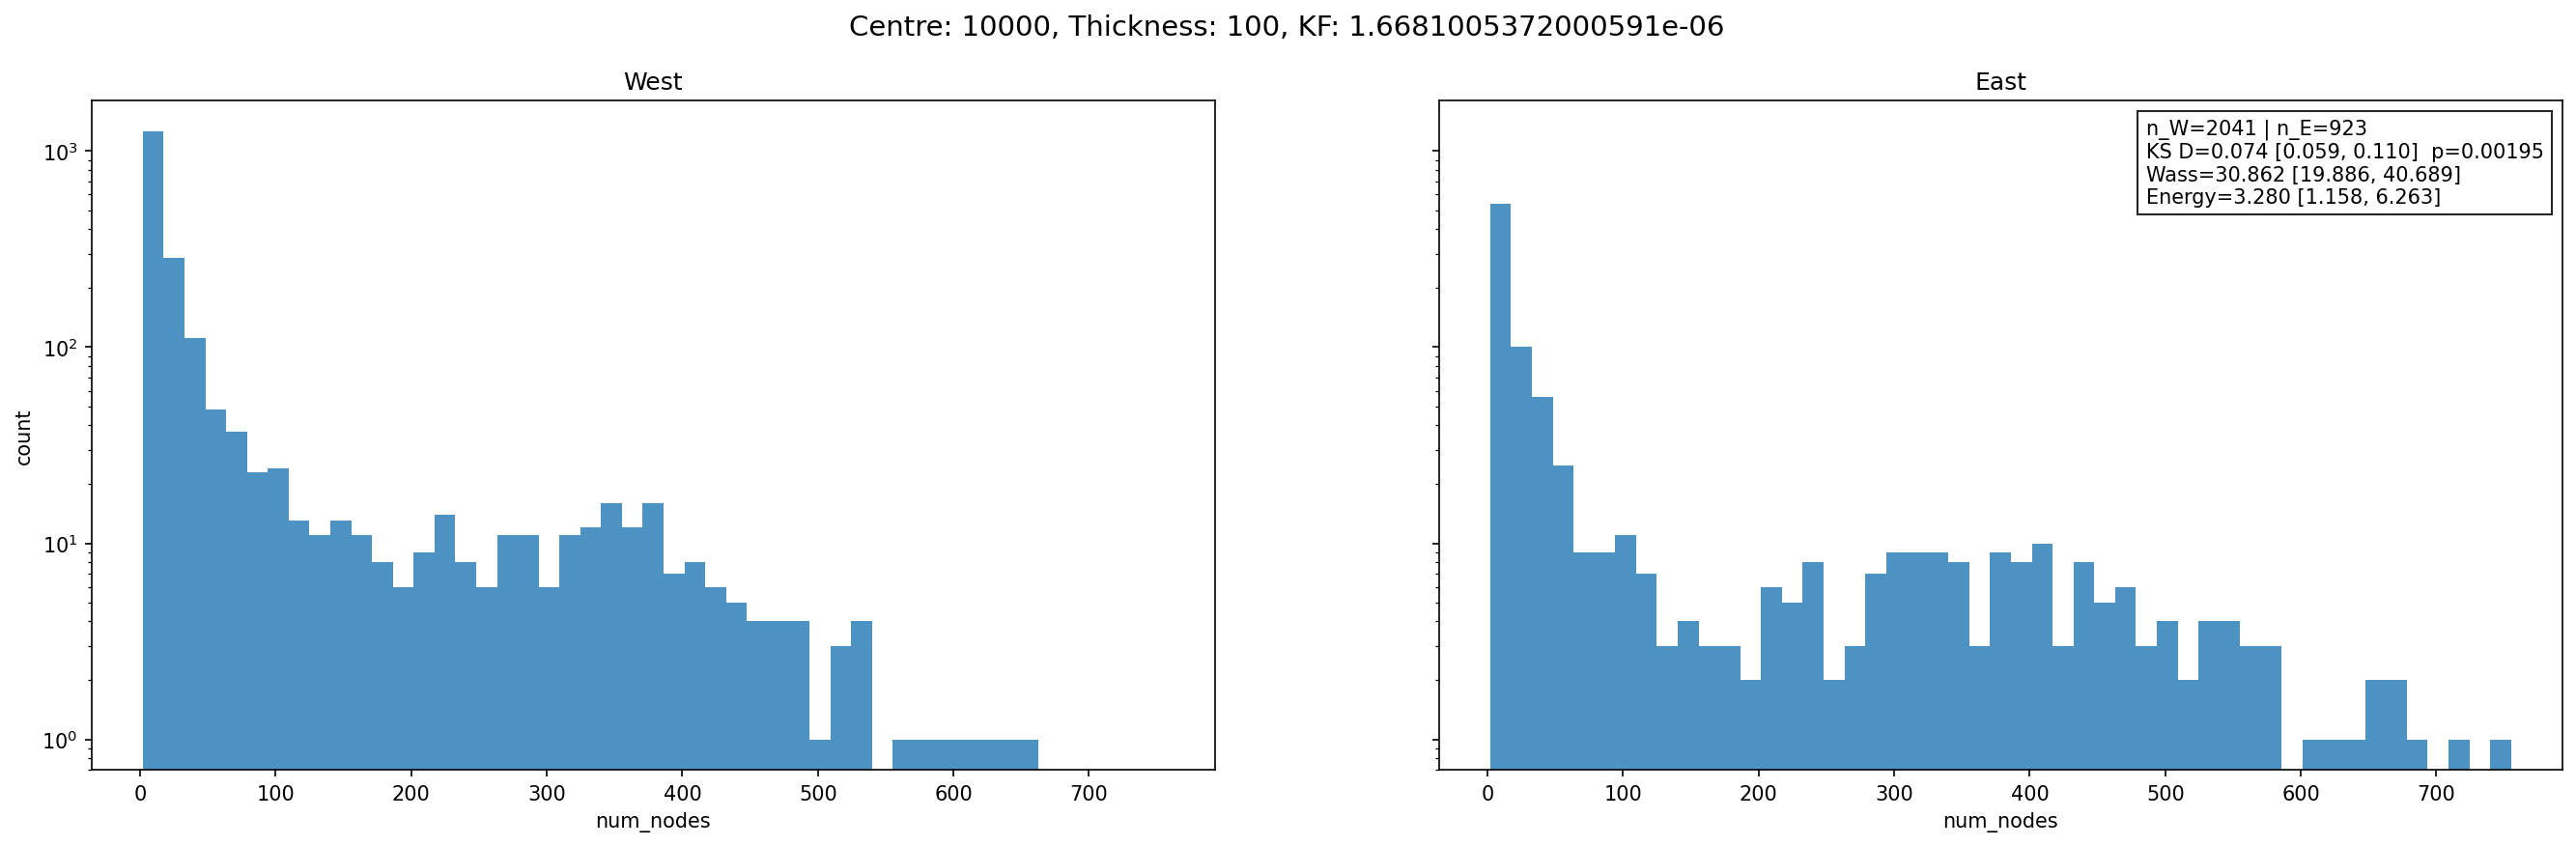 Centre: 10000, Thickness: 100, KF: 1.6681005372000591e-06
West
10³
10²
10¹
10⁰
count
0 100 200 300 400 500 600 700
num_nodes
East
n_W=2041 | n_E=923
KS D=0.074 [0.059, 0.110]  p=0.00195
Wass=30.862 [19.886, 40.689]
Energy=3.280 [1.158, 6.263]
0 100 200 300 400 500 600 700
num_nodes